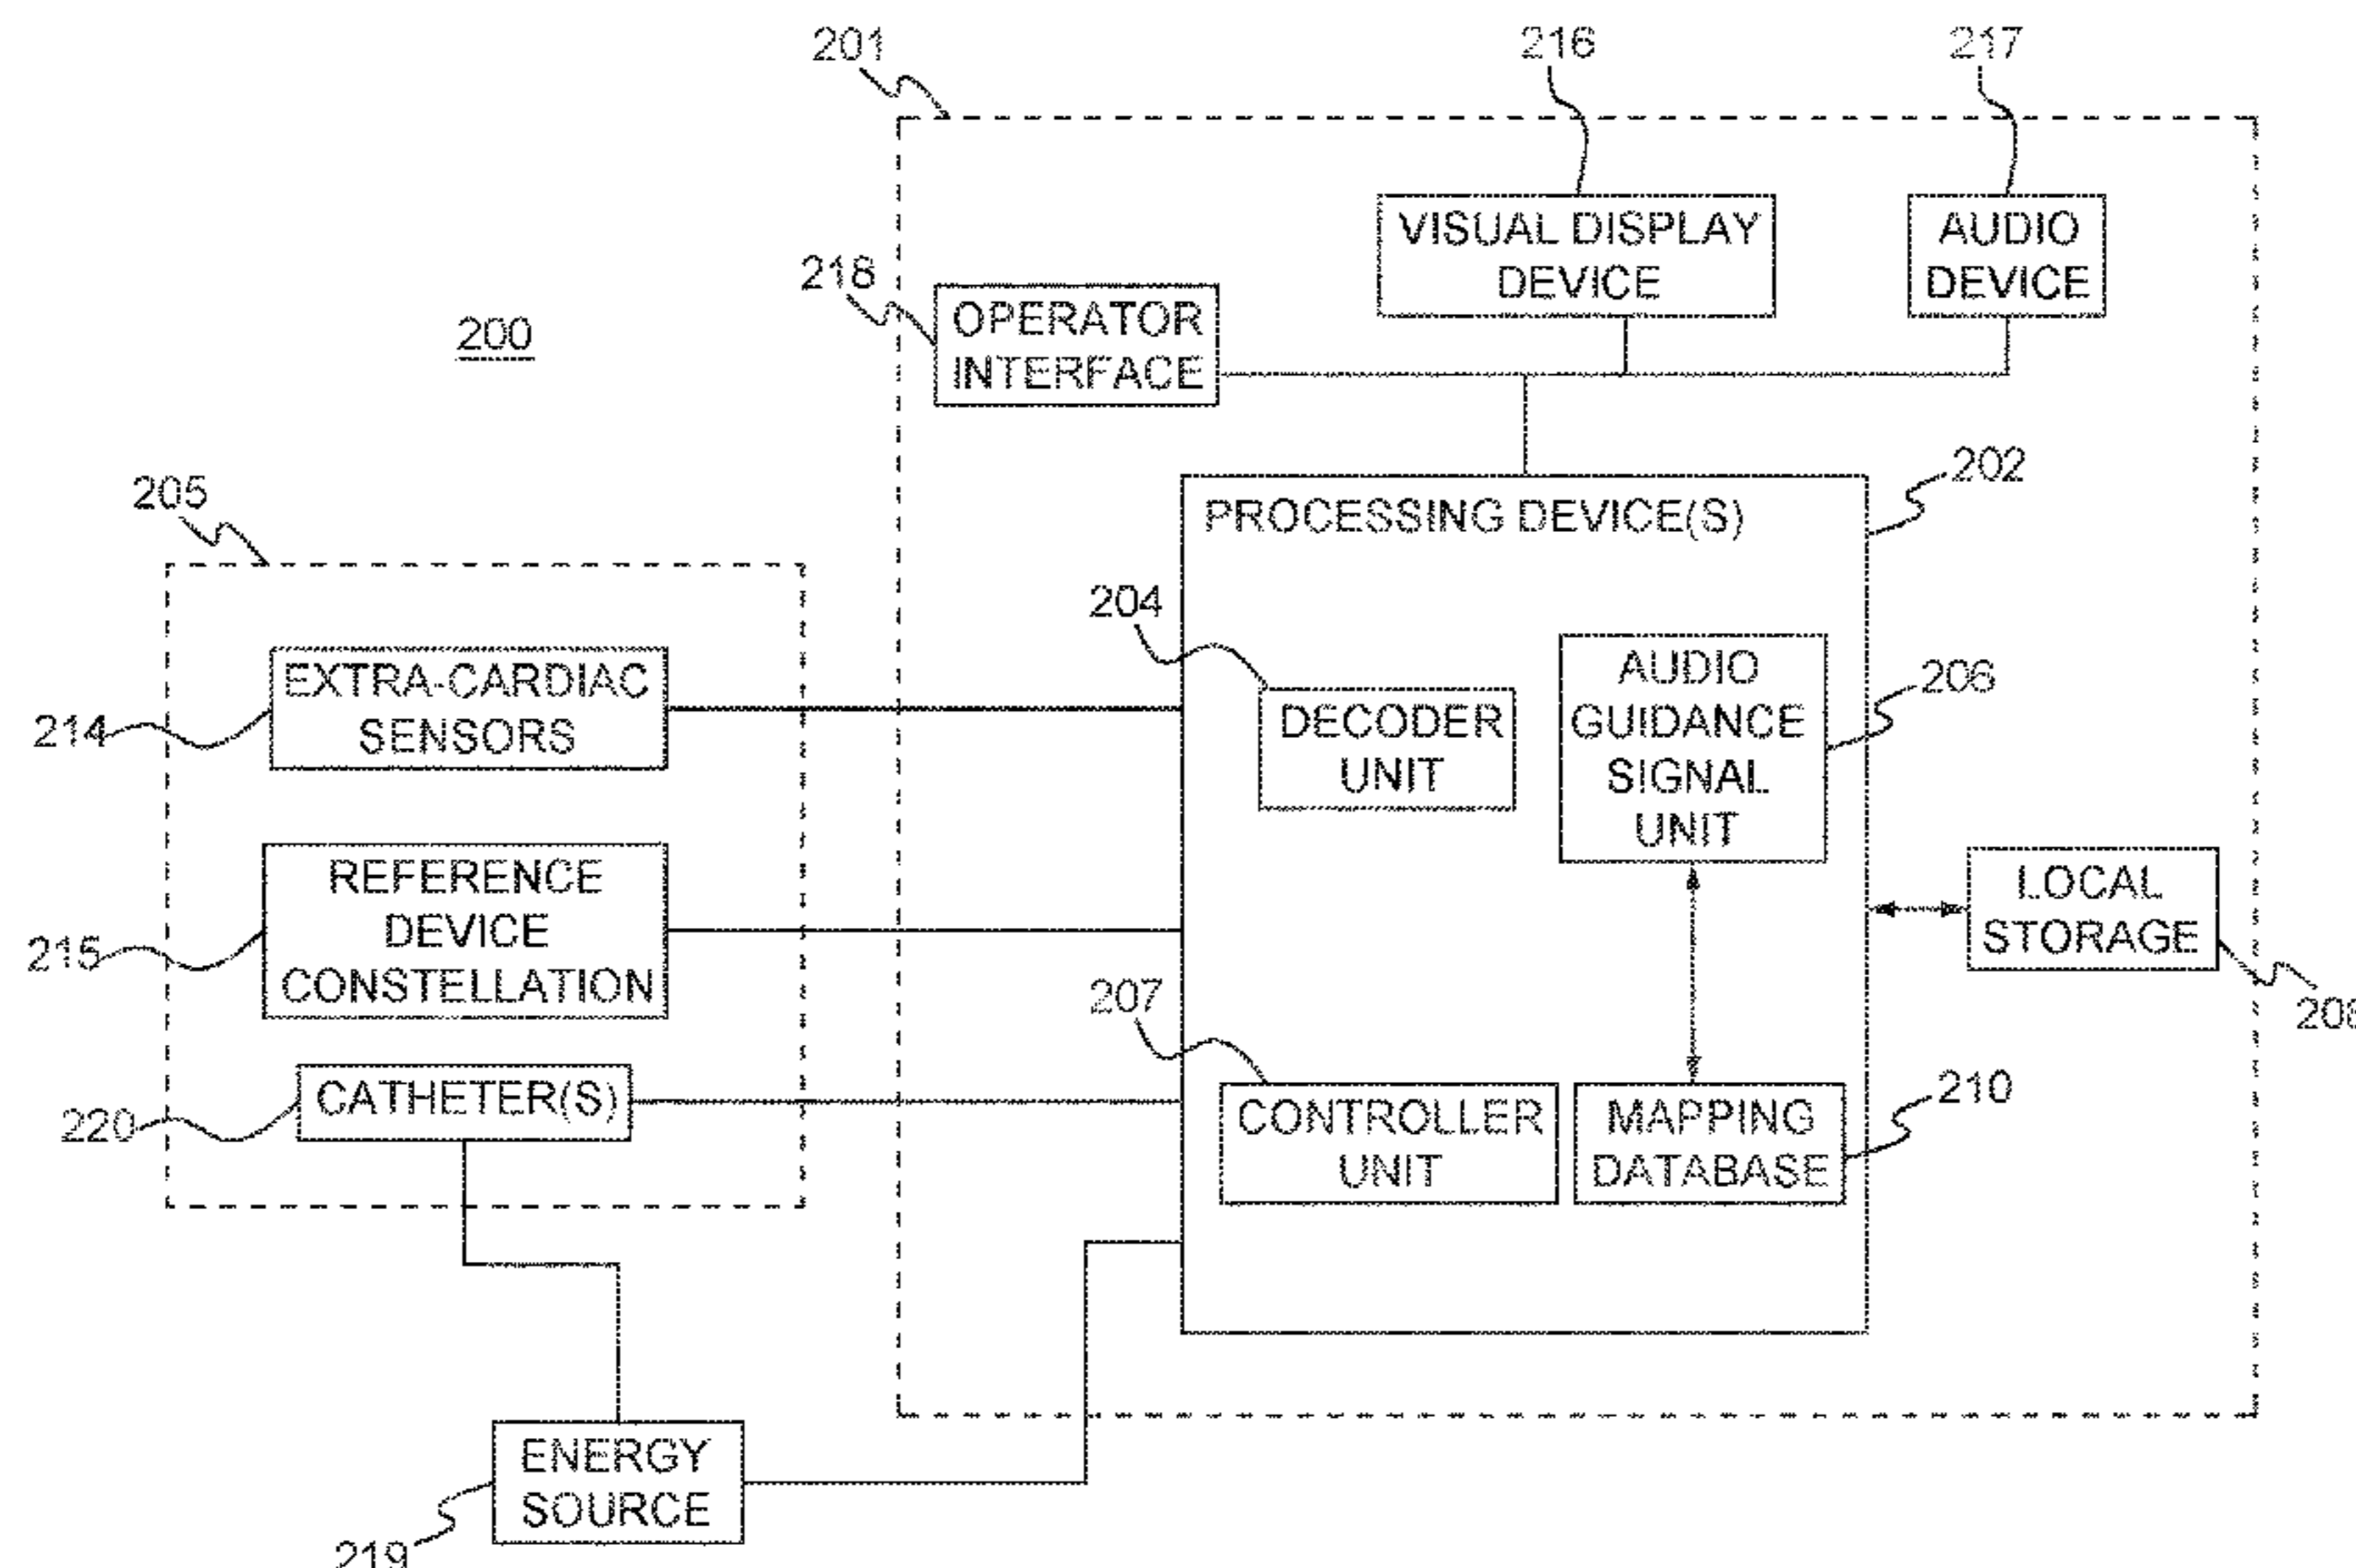 201
216
217
VISUAL DISPLAY
DEVICE
AUDIO
DEVICE
218
OPERATOR
INTERFACE
200
205
202
PROCESSING DEVICE(S)
204
DECODER
UNIT
AUDIO
GUIDANCE
SIGNAL
UNIT
206
EXTRA-CARDIAC
SENSORS
214
REFERENCE
DEVICE
CONSTELLATION
215
LOCAL
STORAGE
208
207
CONTROLLER
UNIT
MAPPING
DATABASE
210
CATHETER(S)
220
ENERGY
SOURCE
219